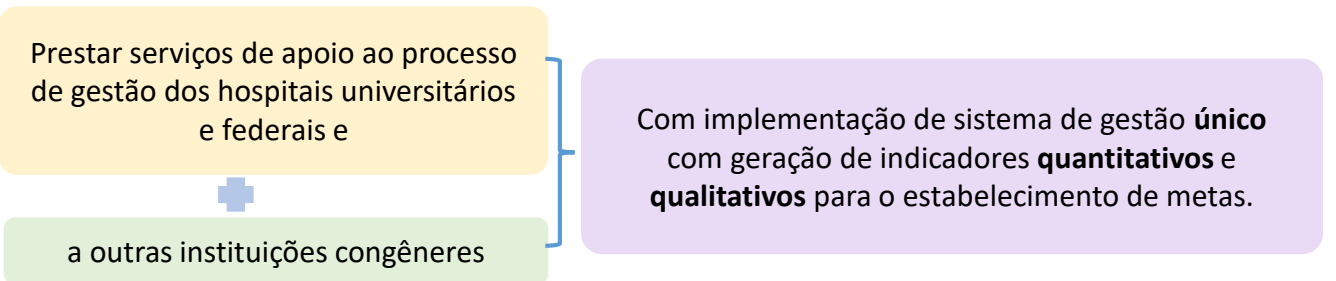 Prestar serviços de apoio ao processo
de gestão dos hospitais universitários
e federais e
a outras instituições congêneres
Com implementação de sistema de gestão único
com geração de indicadores quantitativos e
qualitativos para o estabelecimento de metas.